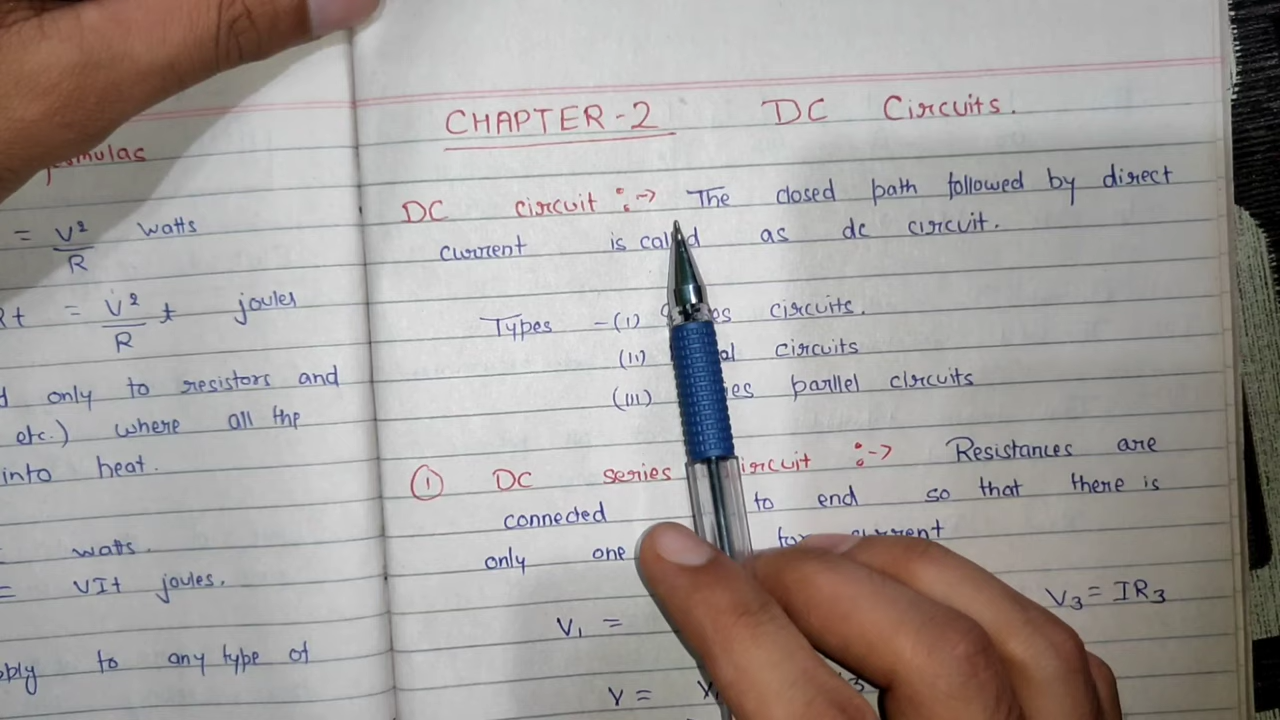 formulas
= V²/R watts
Rt = V²/R t joules
only to resistors and
etc.) where all the
into heat.
watts.
= VIt joules.
to any type of
CHAPTER-2 DC Circuits.
DC circuit :→ The closed path followed by direct
current is called as dc circuit.
Types -(i) circuits.
(ii) circuits
(iii) parllel circuits
① DC series circuit :→ Resistances are
connected to end so that there is
only one for current
V₁ = V₃ = IR₃
V =